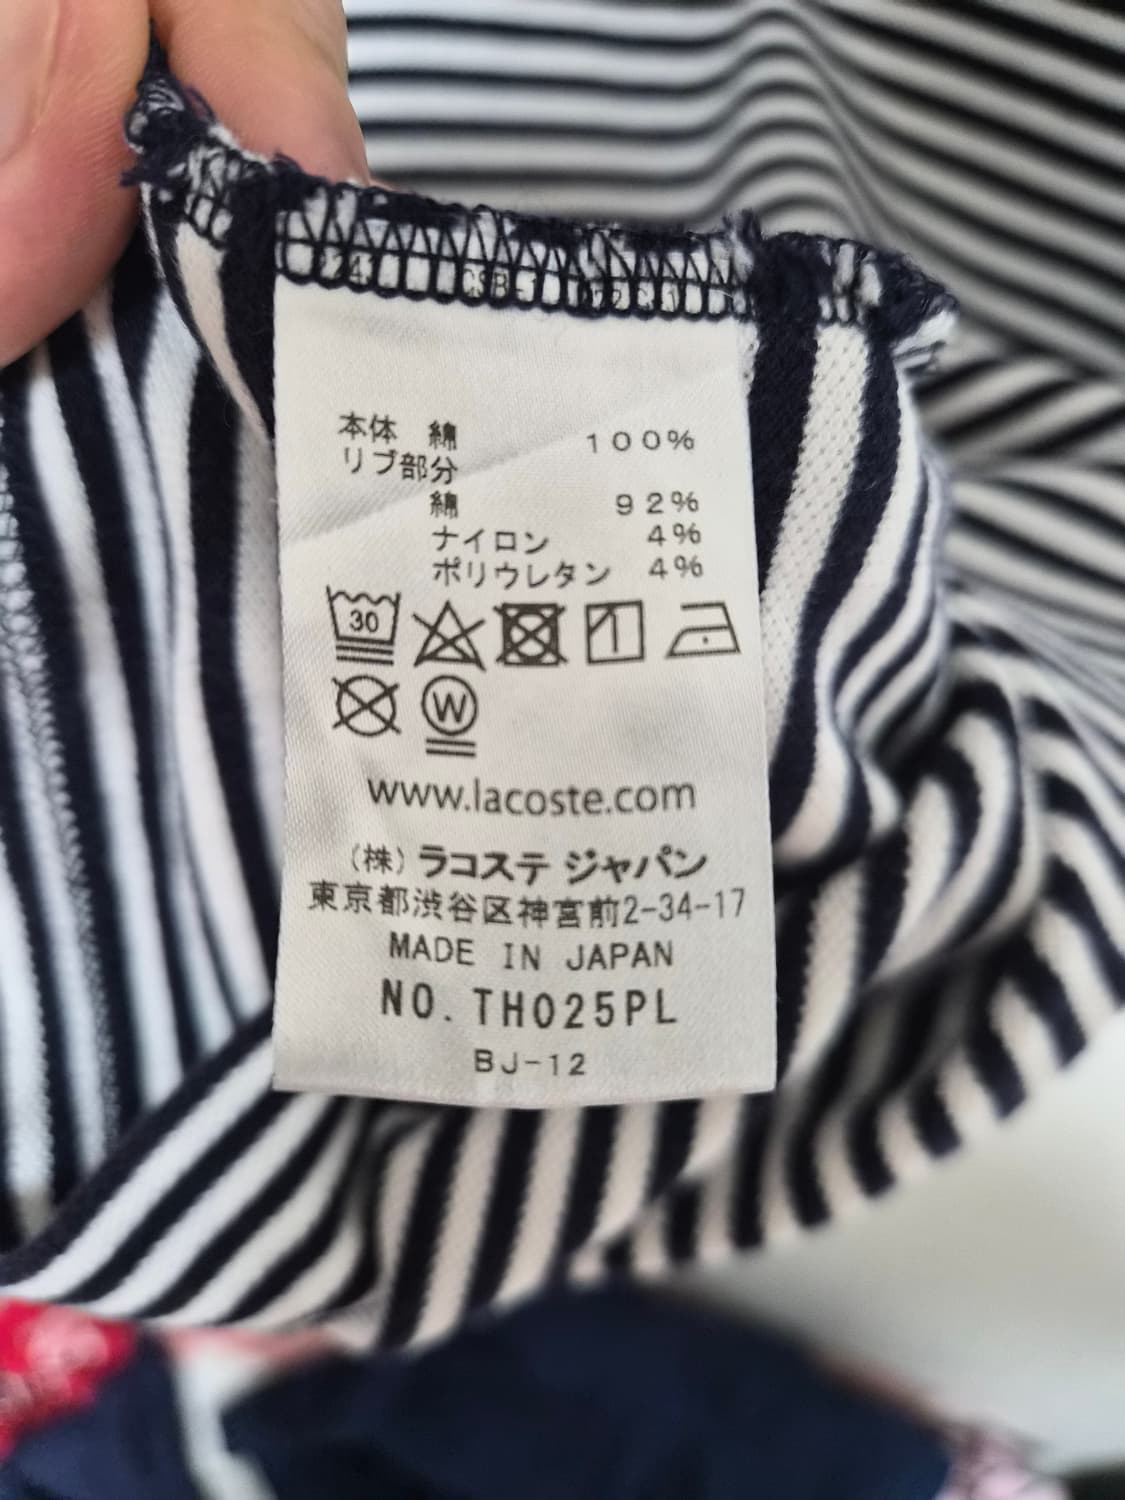 本体 綿 100%
リブ部分
綿 92%
ナイロン 4%
ポリウレタン 4%
30
W
www.lacoste.com
(株) ラコステ ジャパン
東京都渋谷区神宮前2-34-17
MADE IN JAPAN
NO. TH025PL
BJ-12